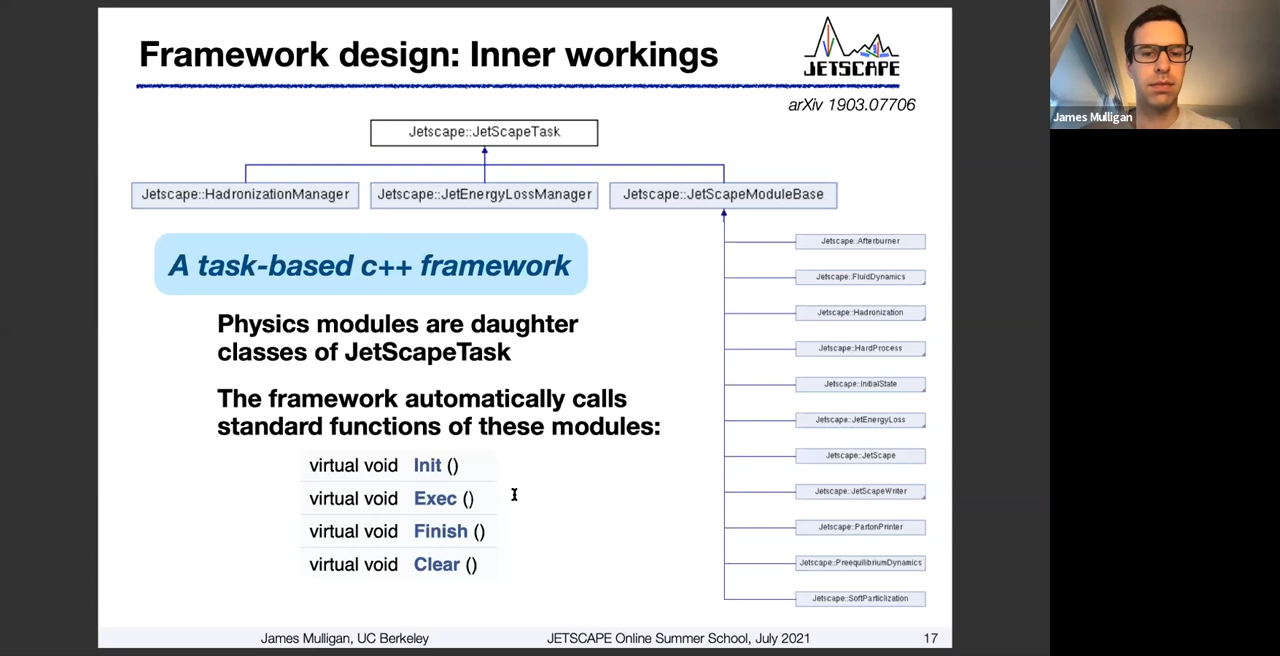 Framework design: Inner workings
JETSCAPE
arXiv 1903.07706
Jetscape::JetScapeTask
Jetscape::HadronizationManager
Jetscape::JetEnergyLossManager
Jetscape::JetScapeModuleBase
A task-based c++ framework
Physics modules are daughter
classes of JetScapeTask
The framework automatically calls
standard functions of these modules:
virtual void Init ()
virtual void Exec ()
virtual void Finish ()
virtual void Clear ()
Jetscape::Afterburner
Jetscape::FluidDynamics
Jetscape::Hadronization
Jetscape::HardProcess
Jetscape::InitialState
Jetscape::JetEnergyLoss
Jetscape::JetScape
Jetscape::JetScapeWriter
Jetscape::PartonPrinter
Jetscape::PreequilibriumDynamics
Jetscape::SoftParticlization
James Mulligan, UC Berkeley
JETSCAPE Online Summer School, July 2021
17
James Mulligan